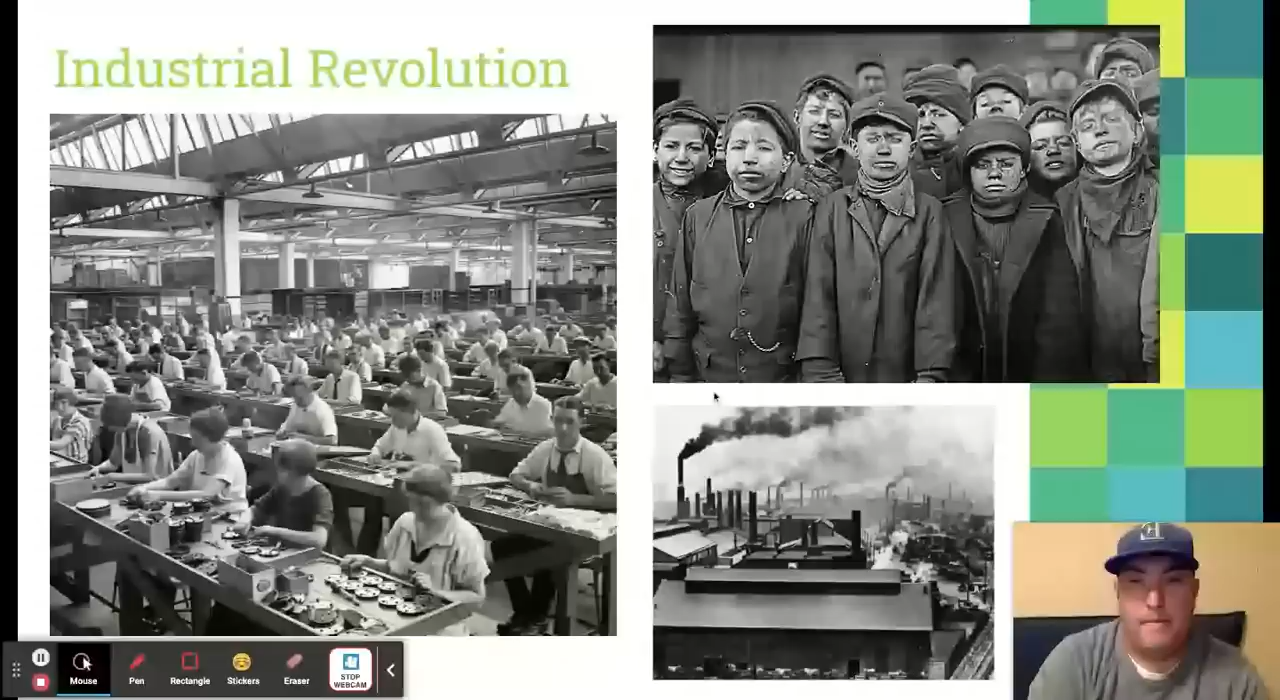 Industrial Revolution
Mouse
Pen
Rectangle
Stickers
Eraser
STOP
WEBCAM